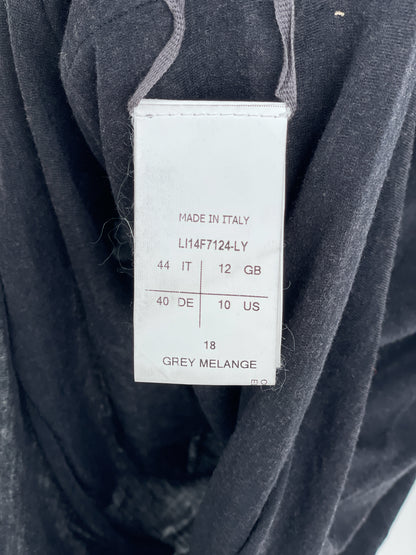 MADE IN ITALY
LI14F7124-LY
44 IT 12 GB
40 DE 10 US
18
GREY MELANGE